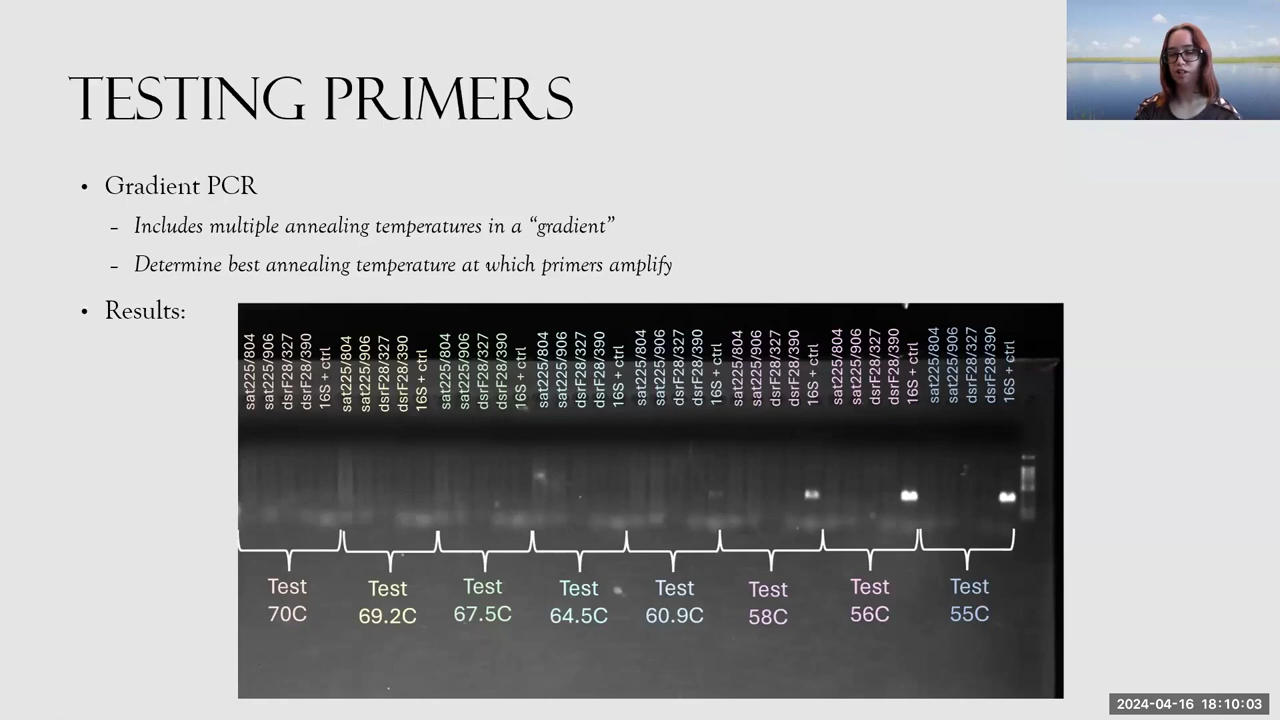 TESTING PRIMERS
• Gradient PCR
– Includes multiple annealing temperatures in a “gradient”
– Determine best annealing temperature at which primers amplify
• Results:
sat225/804
sat225/906
dsrF28/327
dsrF28/390
16S + ctrl
sat225/804
sat225/906
dsrF28/327
dsrF28/390
16S + ctrl
sat225/804
sat225/906
dsrF28/327
dsrF28/390
16S + ctrl
sat225/804
sat225/906
dsrF28/327
dsrF28/390
16S + ctrl
sat225/804
sat225/906
dsrF28/327
dsrF28/390
16S + ctrl
sat225/804
sat225/906
dsrF28/327
dsrF28/390
16S + ctrl
sat225/804
sat225/906
dsrF28/327
dsrF28/390
16S + ctrl
sat225/804
sat225/906
dsrF28/327
dsrF28/390
16S + ctrl
Test
70C
Test
69.2C
Test
67.5C
Test
64.5C
Test
60.9C
Test
58C
Test
56C
Test
55C
2024-04-16 18:10:03